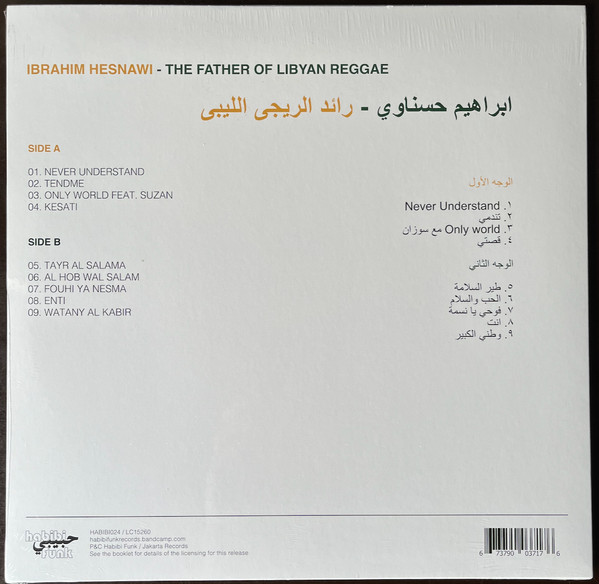 IBRAHIM HESNAWI - THE FATHER OF LIBYAN REGGAE
ابراهيم حسناوي - رائد الريجى الليبى
SIDE A
01. NEVER UNDERSTAND
02. TENDME
03. ONLY WORLD FEAT. SUZAN
04. KESATI
SIDE B
05. TAYR AL SALAMA
06. AL HOB WAL SALAM
07. FOUHI YA NESMA
08. ENTI
09. WATANY AL KABIR
الوجه الأول
١. Never Understand
٢. تندمي
٣. Only world مع سوزان
٤. قصتي
الوجه الثاني
٥. طير السلامة
٦. الحب والسلام
٧. فوحي يا نسمة
٨. انت
٩. وطني الكبير
habibi
حبيبي
funk
HABIBI024 / LC15260
habibifunkrecords.bandcamp.com
P&C Habibi Funk / Jakarta Records
See the booklet for details of the licensing for this release.
6 73790 03717 6